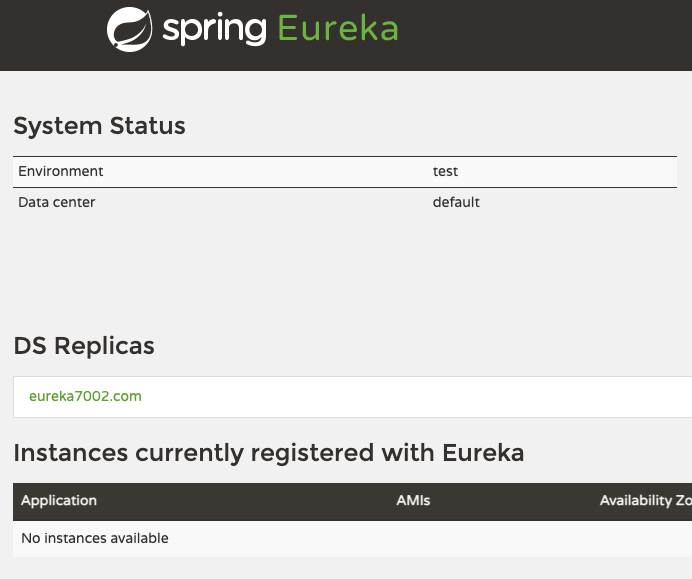 spring Eureka
System Status
Environment test
Data center default
DS Replicas
eureka7002.com
Instances currently registered with Eureka
Application AMIs Availability Zo
No instances available